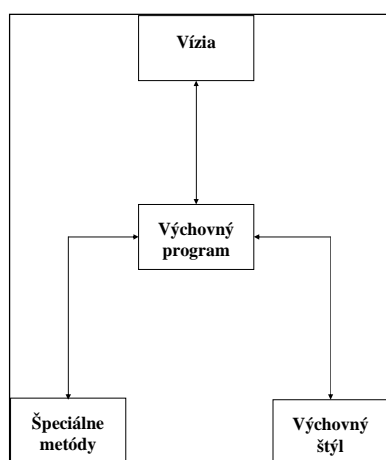 Vízia
Výchovný
program
Špeciálne
metódy
Výchovný
štýl